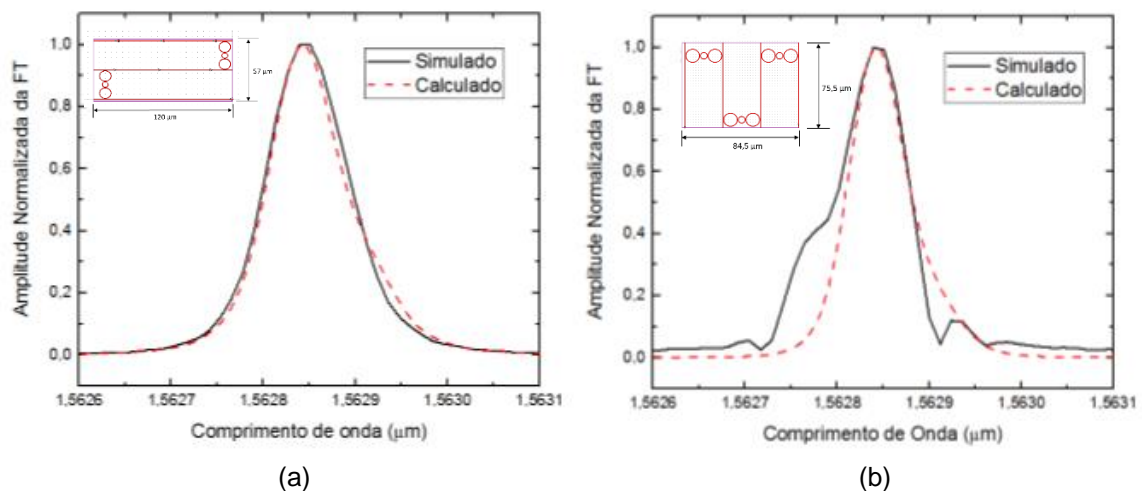 1,0
0,8
0,6
0,4
0,2
0,0
Amplitude Normalizada da FT
57 µm
120 µm
Simulado
Calculado
1,5626
1,5627
1,5628
1,5629
1,5630
1,5631
Comprimento de onda (µm)
(a)
1,0
0,8
0,6
0,4
0,2
0,0
Amplitude Normalizada da FT
75,5 µm
84,5 µm
Simulado
Calculado
1,5626
1,5627
1,5628
1,5629
1,5630
1,5631
Comprimento de Onda (µm)
(b)